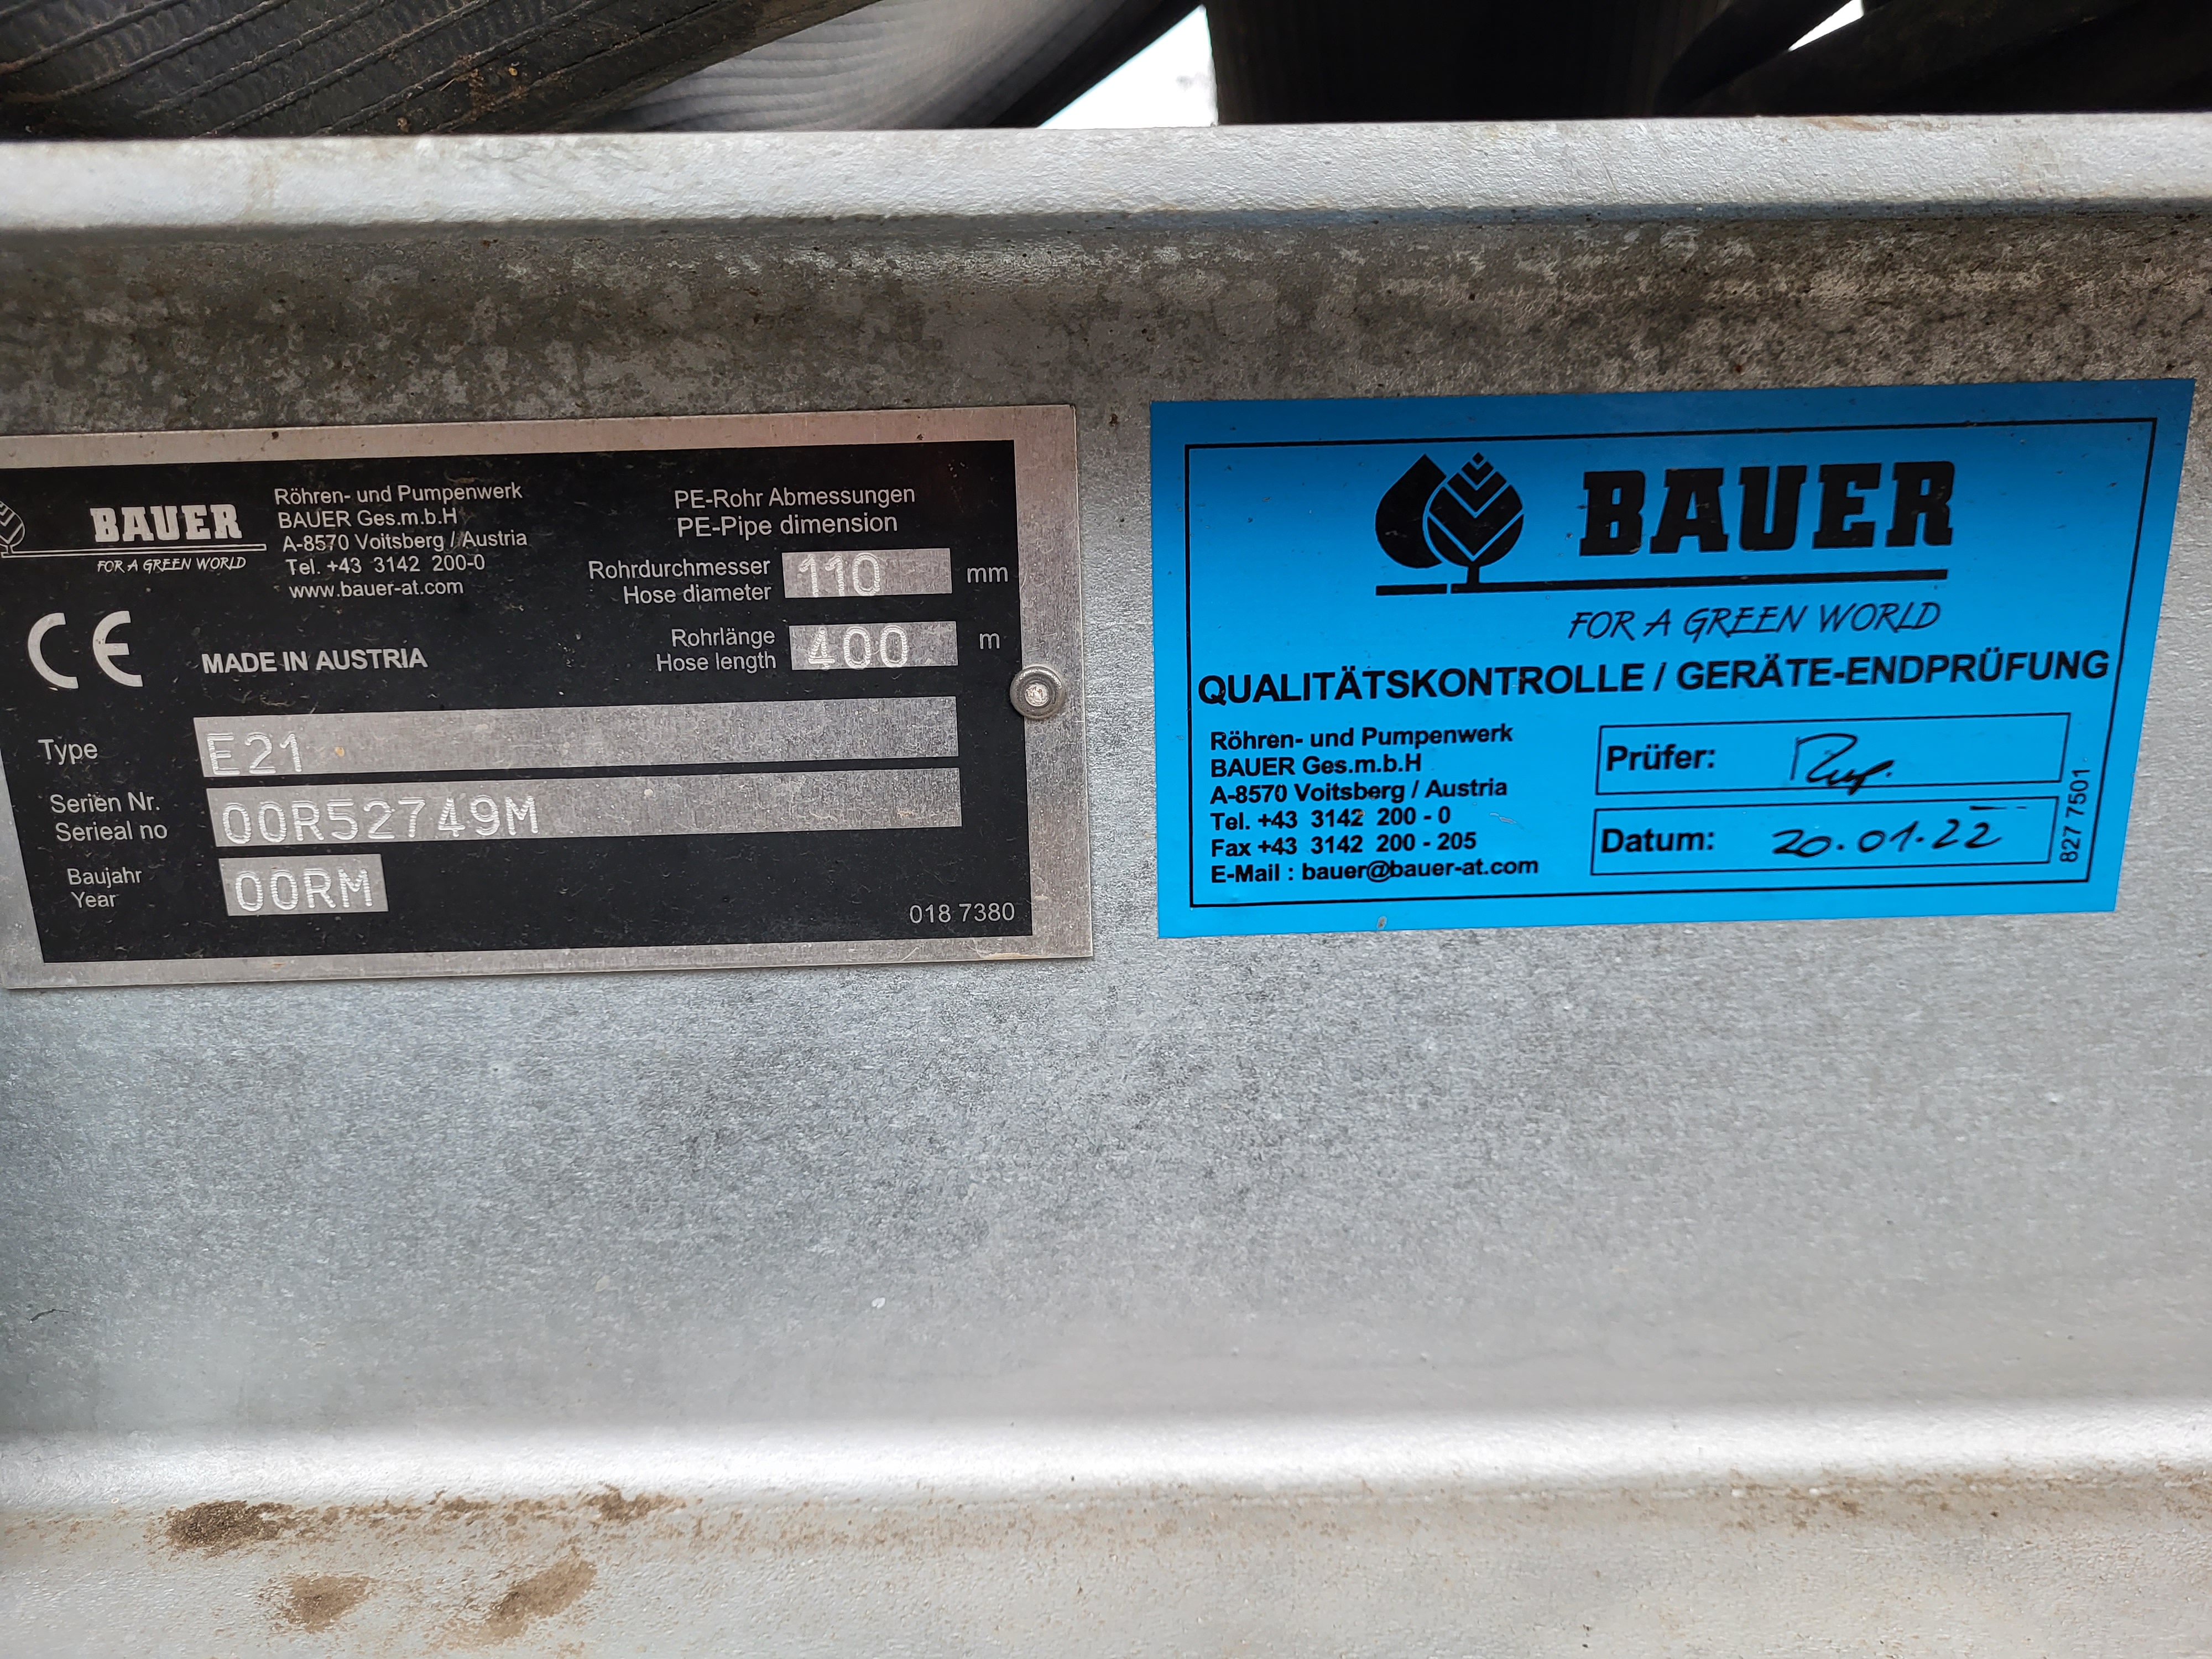 BAUER
FOR A GREEN WORLD
Röhren- und Pumpenwerk
BAUER Ges.m.b.H
A-8570 Voitsberg / Austria
Tel. +43 3142 200-0
www.bauer-at.com
PE-Rohr Abmessungen
PE-Pipe dimension
Rohrdurchmesser
Hose diameter
110 mm
Rohrlänge
Hose length
400 m
CE
MADE IN AUSTRIA
Type E21
Serien Nr.
Serieal no
00R52749M
Baujahr
Year
00RM
018 7380
BAUER
FOR A GREEN WORLD
QUALITÄTSKONTROLLE / GERÄTE-ENDPRÜFUNG
Röhren- und Pumpenwerk
BAUER Ges.m.b.H
A-8570 Voitsberg / Austria
Tel. +43 3142 200 - 0
Fax +43 3142 200 - 205
E-Mail : bauer@bauer-at.com
Prüfer:
Datum: 20.01.22
827 7501